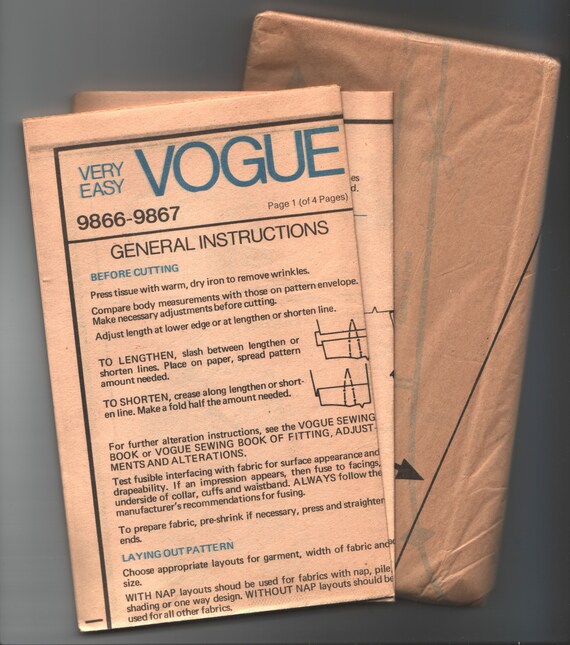 VERY EASY VOGUE
9866-9867
Page 1 (of 4 Pages)
GENERAL INSTRUCTIONS
BEFORE CUTTING
Press tissue with warm, dry iron to remove wrinkles.
Compare body measurements with those on pattern envelope.
Make necessary adjustments before cutting.
Adjust length at lower edge or at lengthen or shorten line.
TO LENGTHEN, slash between lengthen or
shorten lines. Place on paper, spread pattern
amount needed.
TO SHORTEN, crease along lengthen or short-
en line. Make a fold half the amount needed.
For further alteration instructions, see the VOGUE SEWING
BOOK or VOGUE SEWING BOOK OF FITTING, ADJUST-
MENTS AND ALTERATIONS.
Test fusible interfacing with fabric for surface appearance and
drapeability. If an impression appears, then fuse to facings,
underside of collar, cuffs and waistband. ALWAYS follow the
manufacturer's recommendations for fusing.
To prepare fabric, pre-shrink if necessary, press and straighten
ends.
LAYING OUT PATTERN
Choose appropriate layouts for garment, width of fabric and
size.
WITH NAP layouts shoud be used for fabrics with nap, pile,
shading or one way design. WITHOUT NAP layouts should be
used for all other fabrics.